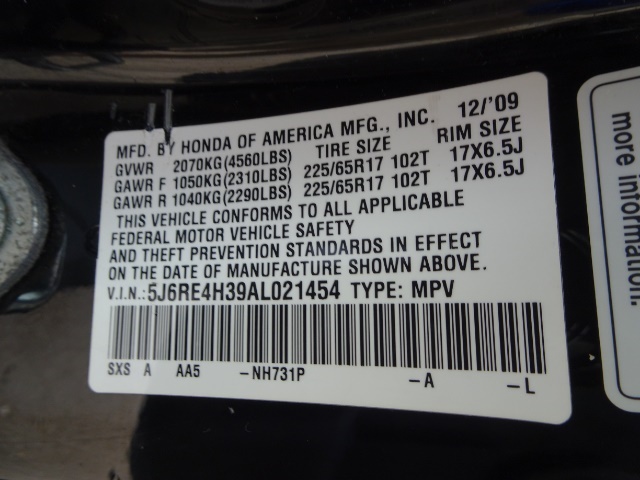 MFD. BY HONDA OF AMERICA MFG., INC. 12/'09
GVWR 2070KG(4560LBS) TIRE SIZE RIM SIZE
GAWR F 1050KG(2310LBS) 225/65R17 102T 17X6.5J
GAWR R 1040KG(2290LBS) 225/65R17 102T 17X6.5J
THIS VEHICLE CONFORMS TO ALL APPLICABLE
FEDERAL MOTOR VEHICLE SAFETY
AND THEFT PREVENTION STANDARDS IN EFFECT
ON THE DATE OF MANUFACTURE SHOWN ABOVE.
V.I.N.:5J6RE4H39AL021454 TYPE: MPV
SXS A AA5 -NH731P -A -L
more information.